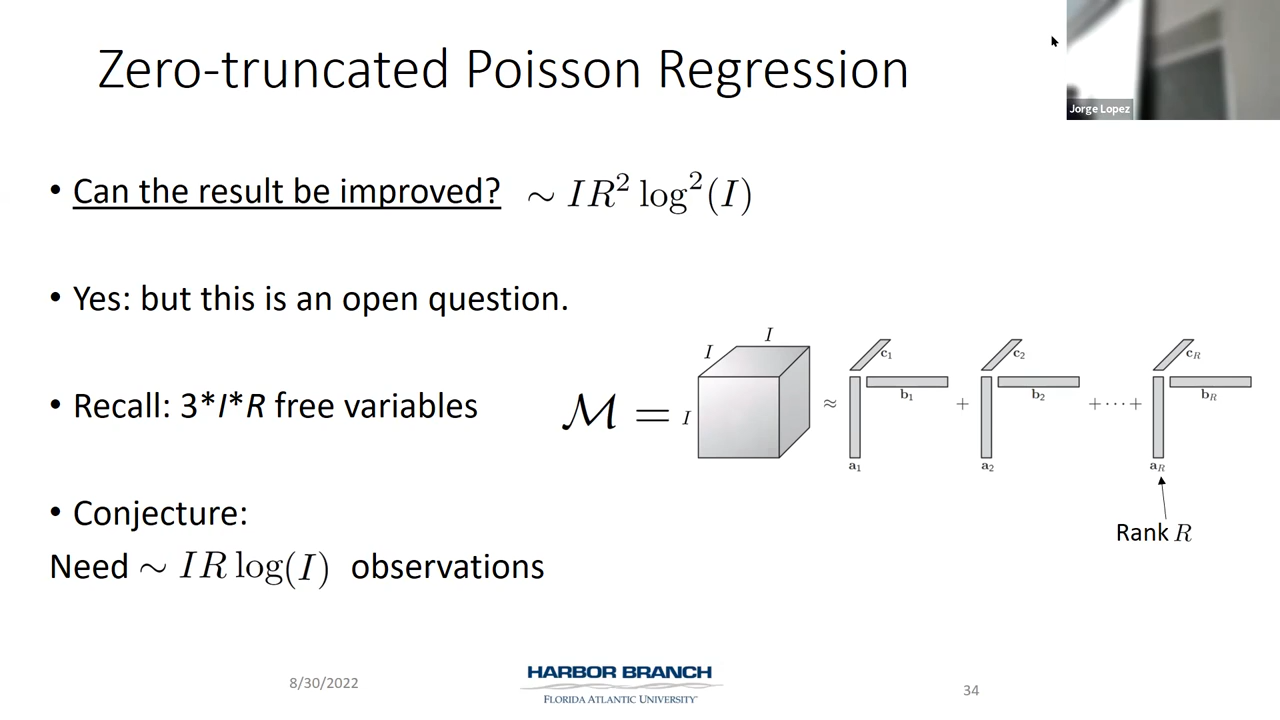 Zero-truncated Poisson Regression
Jorge Lopez
• Can the result be improved? ∼ IR² log²(I)
• Yes: but this is an open question.
• Recall: 3*I*R free variables
ℳ =
I
I
I
≈
a₁
b₁
c₁
+
a₂
b₂
c₂
+ ··· +
a_R
b_R
c_R
Rank R
• Conjecture:
Need ∼ IR log(I) observations
8/30/2022
HARBOR BRANCH
FLORIDA ATLANTIC UNIVERSITY
34